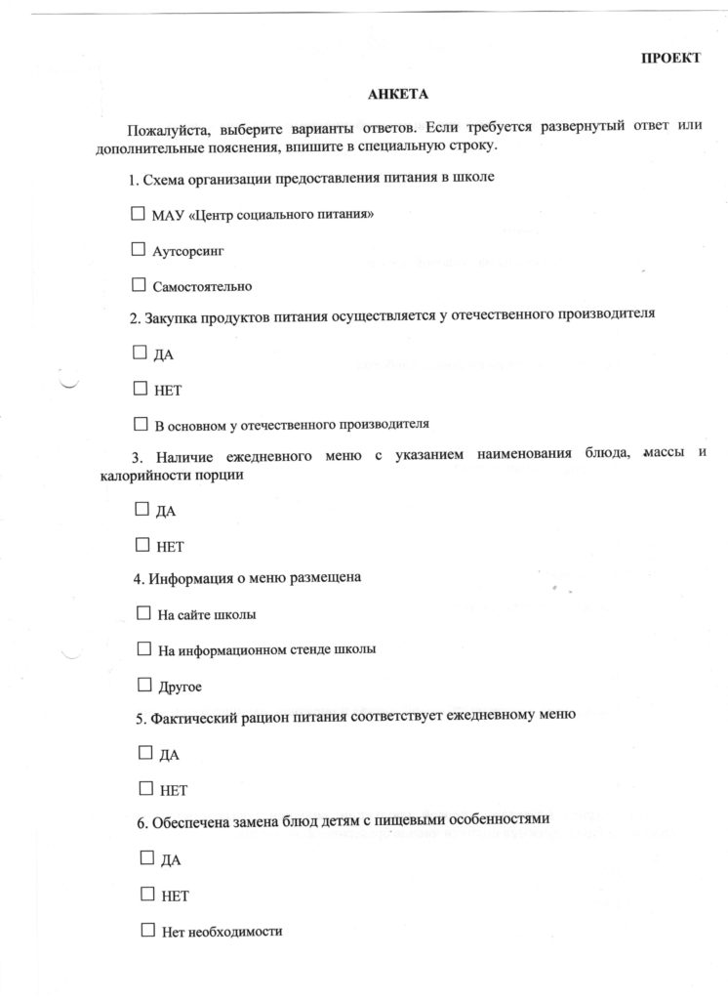 ПРОЕКТ
АНКЕТА
Пожалуйста, выберите варианты ответов. Если требуется развернутый ответ или
дополнительные пояснения, впишите в специальную строку.
1. Схема организации предоставления питания в школе
☐ МАУ «Центр социального питания»
☐ Аутсорсинг
☐ Самостоятельно
2. Закупка продуктов питания осуществляется у отечественного производителя
☐ ДА
☐ НЕТ
☐ В основном у отечественного производителя
3. Наличие ежедневного меню с указанием наименования блюда, массы и
калорийности порции
☐ ДА
☐ НЕТ
4. Информация о меню размещена
☐ На сайте школы
☐ На информационном стенде школы
☐ Другое
5. Фактический рацион питания соответствует ежедневному меню
☐ ДА
☐ НЕТ
6. Обеспечена замена блюд детям с пищевыми особенностями
☐ ДА
☐ НЕТ
☐ Нет необходимости